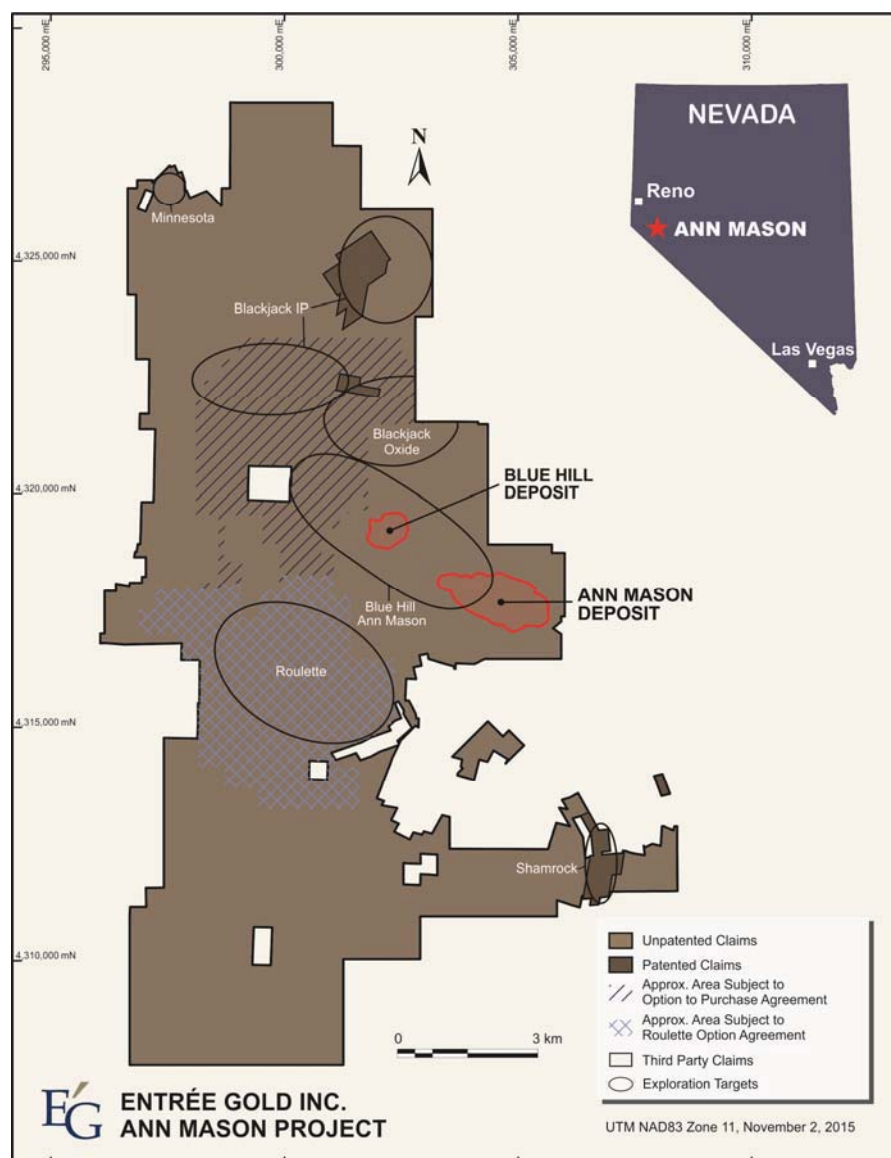 295,000 mE
300,000 mE
305,000 mE
310,000 mE
NEVADA
Reno
ANN MASON
Las Vegas
N
Minnesota
4,325,000 mN
Blackjack IP
Blackjack
Oxide
BLUE HILL
DEPOSIT
4,320,000 mN
ANN MASON
DEPOSIT
Blue Hill
Ann Mason
Roulette
4,315,000 mN
Shamrock
4,310,000 mN
Unpatented Claims
Patented Claims
Approx. Area Subject to
Option to Purchase Agreement
Approx. Area Subject to
Roulette Option Agreement
Third Party Claims
Exploration Targets
0 3 km
EG
ENTRÉE GOLD INC.
ANN MASON PROJECT
UTM NAD83 Zone 11, November 2, 2015